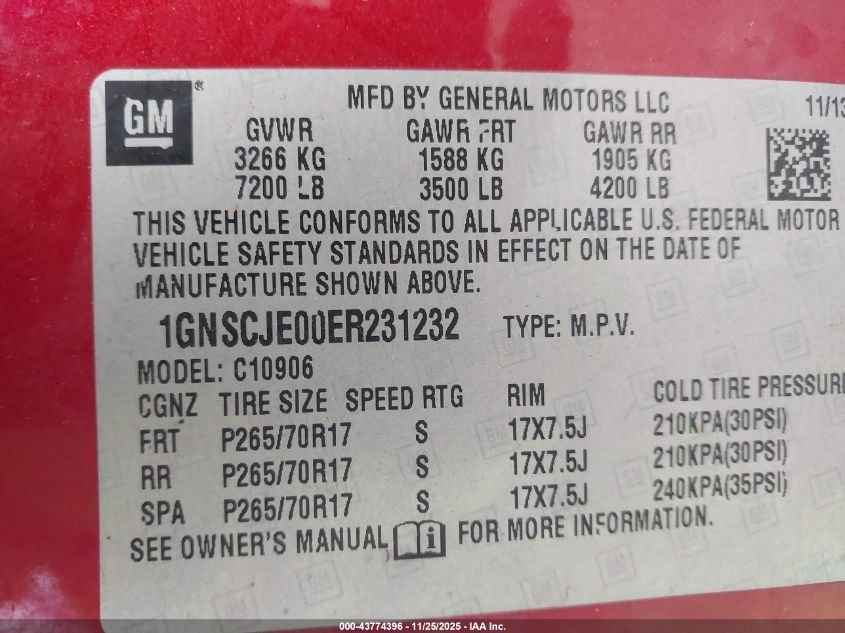 GM ®
MFD BY GENERAL MOTORS LLC 11/13
GVWR GAWR FRT GAWR RR
3266 KG 1588 KG 1905 KG
7200 LB 3500 LB 4200 LB
THIS VEHICLE CONFORMS TO ALL APPLICABLE U.S. FEDERAL MOTOR
VEHICLE SAFETY STANDARDS IN EFFECT ON THE DATE OF
MANUFACTURE SHOWN ABOVE.
1GNSCJE00ER231232 TYPE: M.P.V.
MODEL: C10906
CGNZ TIRE SIZE SPEED RTG RIM COLD TIRE PRESSURE
FRT P265/70R17 S 17X7.5J 210KPA(30PSI)
RR P265/70R17 S 17X7.5J 210KPA(30PSI)
SPA P265/70R17 S 17X7.5J 240KPA(35PSI)
SEE OWNER'S MANUAL i FOR MORE INFORMATION.
000-43774396 - 11/25/2025 - IAA Inc.